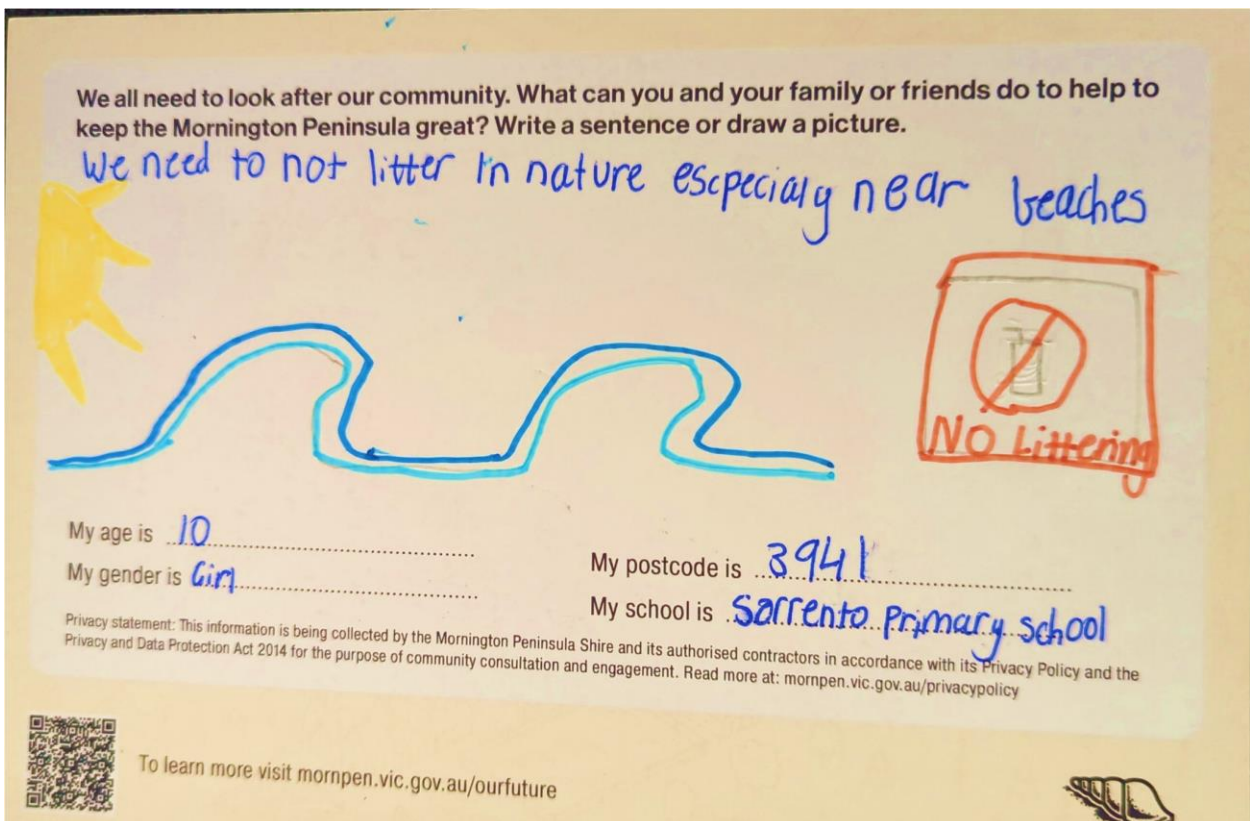 We all need to look after our community. What can you and your family or friends do to help to
keep the Mornington Peninsula great? Write a sentence or draw a picture.
We need to not litter in nature escpecialy near beaches
NO Littering
My age is 10
My gender is Girl
My postcode is 3941
My school is Sorrento primary school
Privacy statement: This information is being collected by the Mornington Peninsula Shire and its authorised contractors in accordance with its Privacy Policy and the
Privacy and Data Protection Act 2014 for the purpose of community consultation and engagement. Read more at: mornpen.vic.gov.au/privacypolicy
To learn more visit mornpen.vic.gov.au/ourfuture